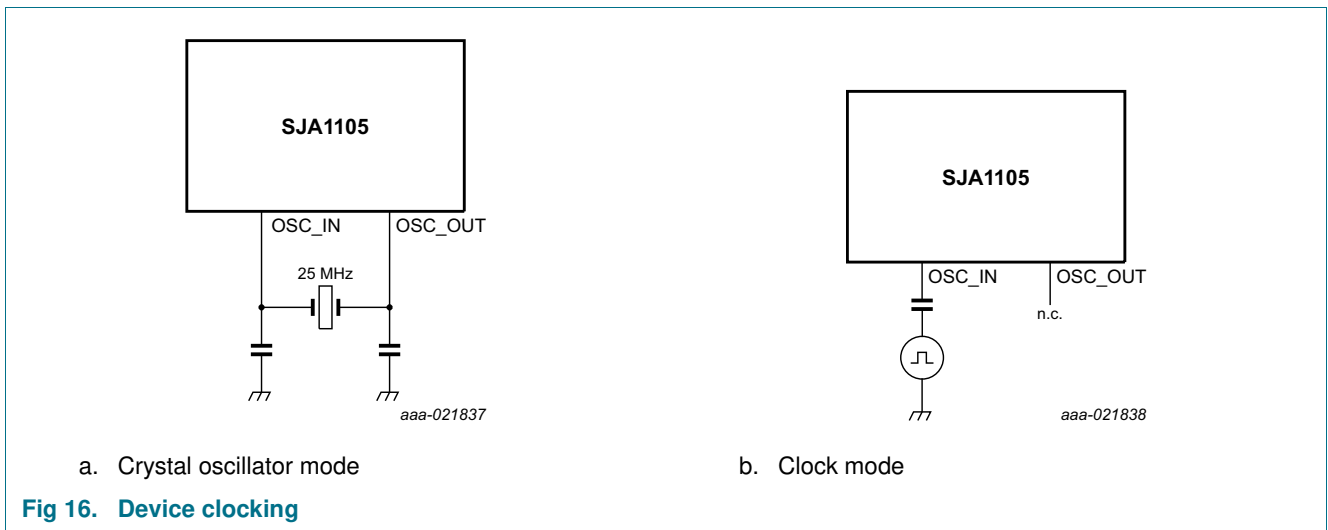 SJA1105
OSC_IN
OSC_OUT
25 MHz
aaa-021837
a. Crystal oscillator mode
SJA1105
OSC_IN
OSC_OUT
n.c.
aaa-021838
b. Clock mode
Fig 16. Device clocking